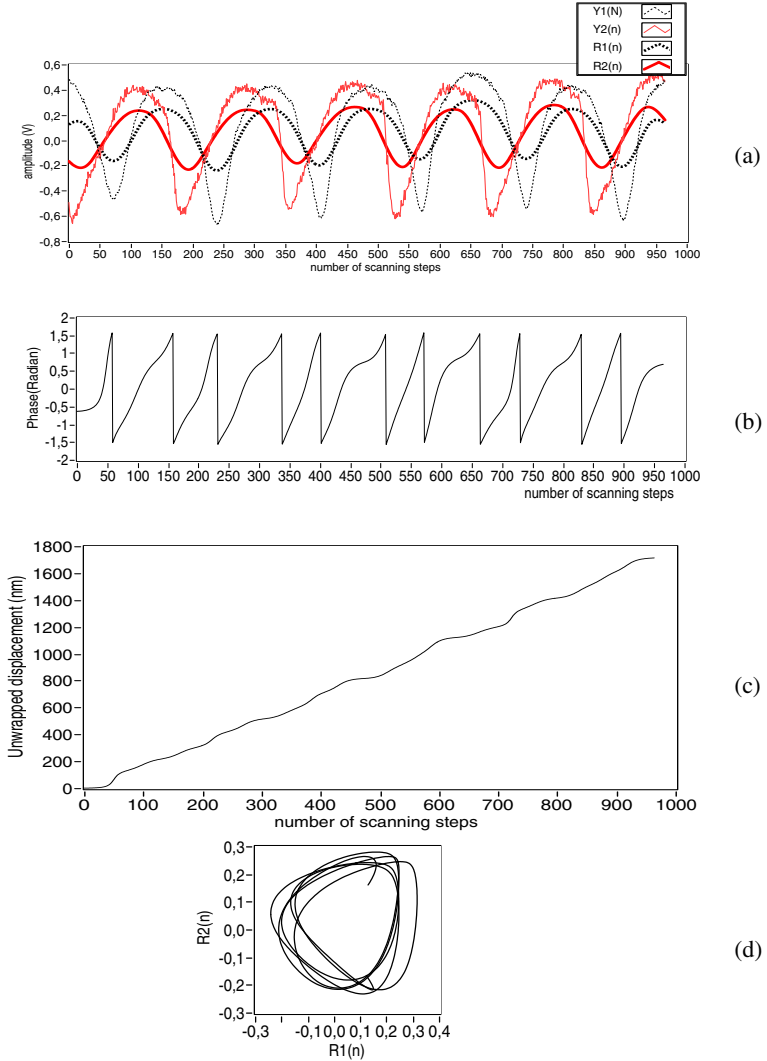 Y1(N)
Y2(n)
R1(n)
R2(n)
0,6
0,4
0,2
0,0
-0,2
-0,4
-0,6
-0,8
amplitude (V)
0 50 100 150 200 250 300 350 400 450 500 550 600 650 700 750 800 850 900 950 1000
number of scanning steps
(a)
2
1,5
1
0,5
0
-0,5
-1
-1,5
-2
Phase(Radian)
0 50 100 150 200 250 300 350 400 450 500 550 600 650 700 750 800 850 900 950 1000
number of scanning steps
(b)
1800
1600
1400
1200
1000
800
600
400
200
0
Unwrapped displacement (nm)
0 100 200 300 400 500 600 700 800 900 1000
number of scanning steps
(c)
0,3
0,2
0,1
0,0
-0,1
-0,2
-0,3
R2(n)
-0,3 -0,1 0,0 0,1 0,2 0,3 0,4
R1(n)
(d)